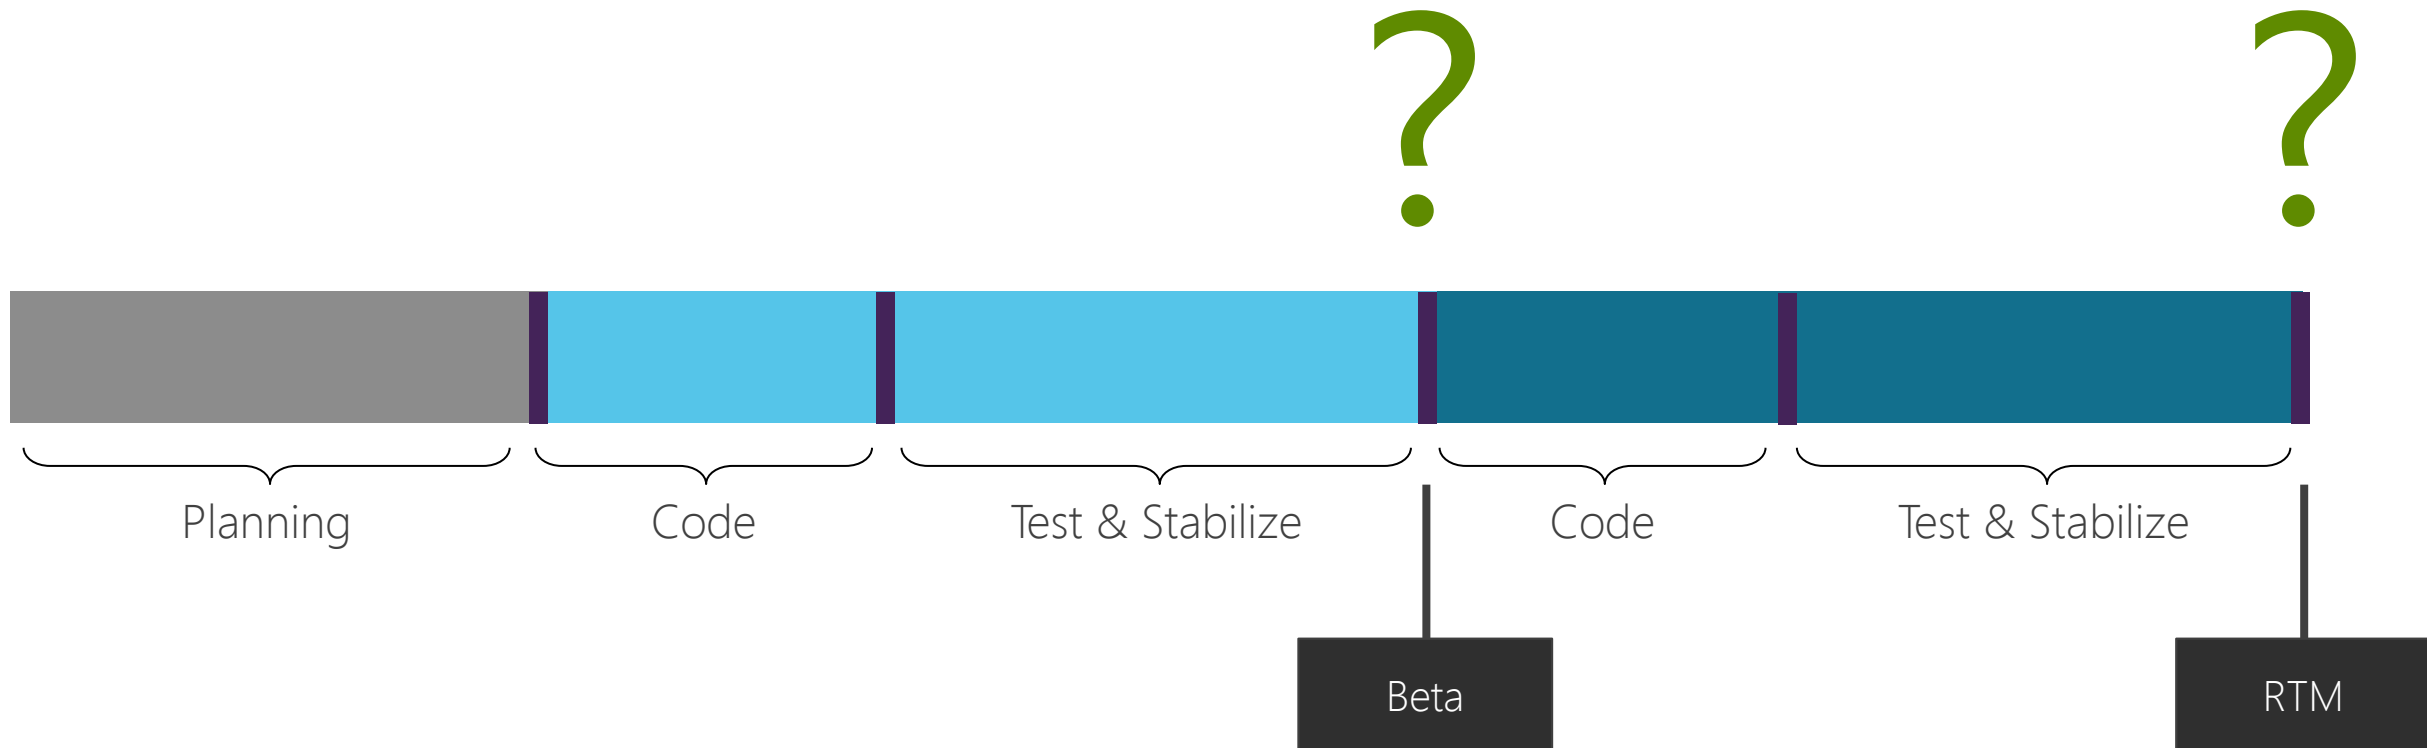 ?
?
Planning
Code
Test & Stabilize
Code
Test & Stabilize
Beta
RTM